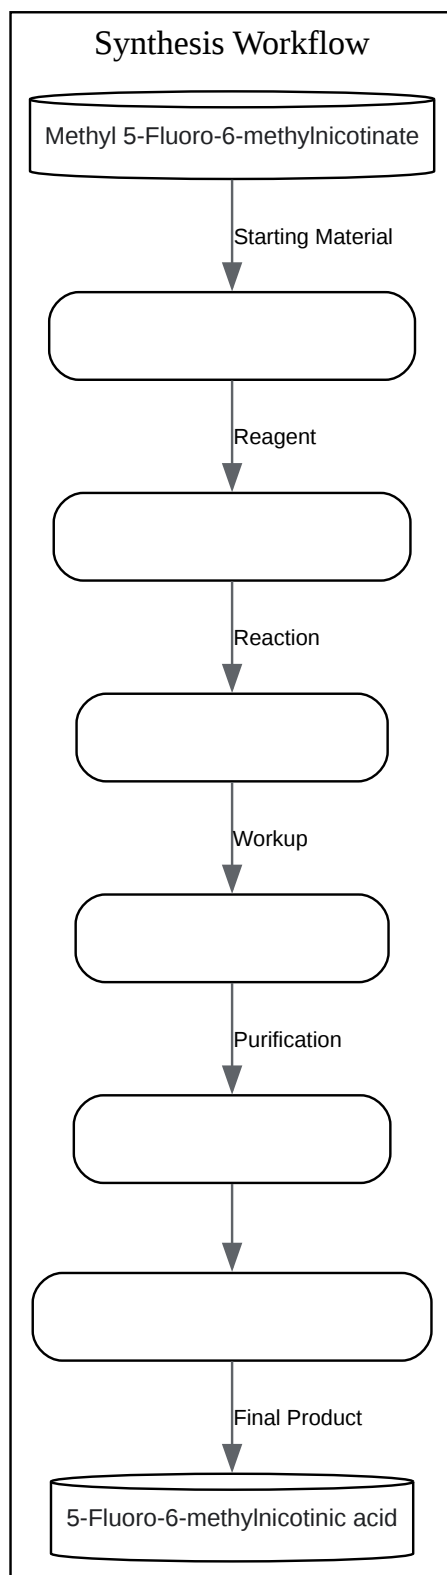 Synthesis Workflow
Methyl 5-Fluoro-6-methylnicotinate
Starting Material
Reagent
Reaction
Workup
Purification
Final Product
5-Fluoro-6-methylnicotinic acid